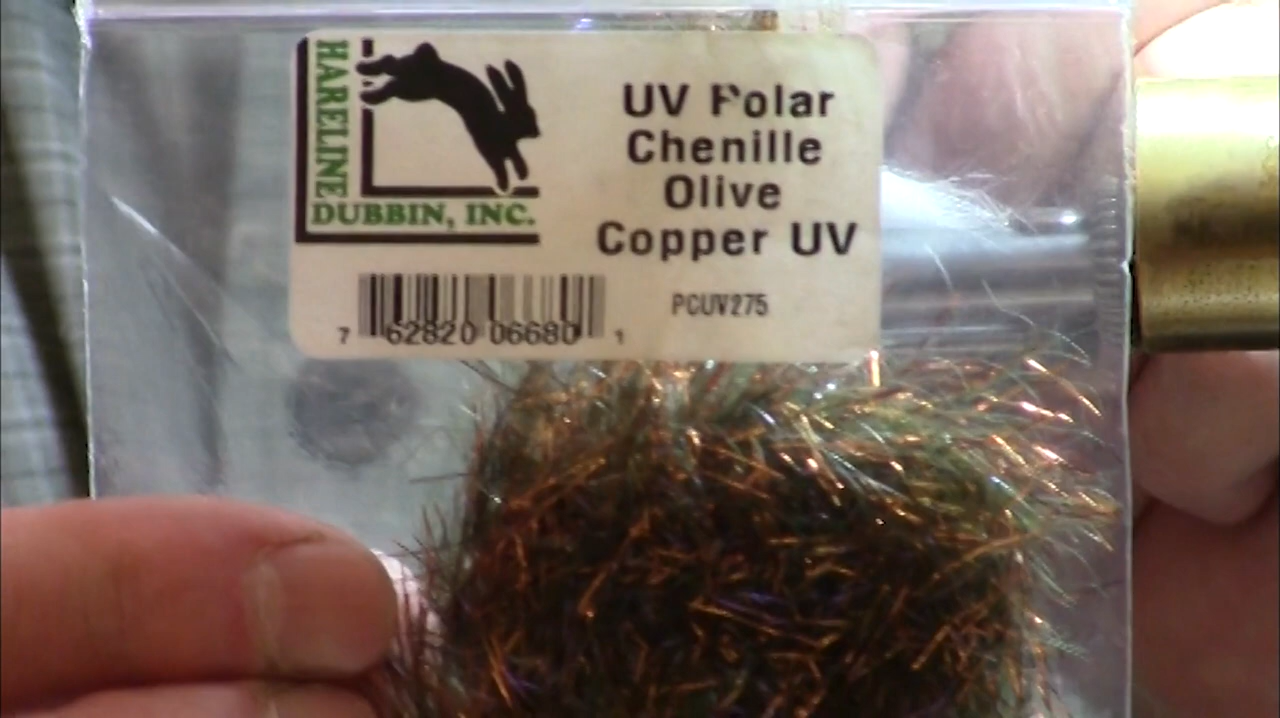 HARELINE
DUBBIN, INC.
UV Polar
Chenille
Olive
Copper UV
PCUV275
7 62820 06680 1